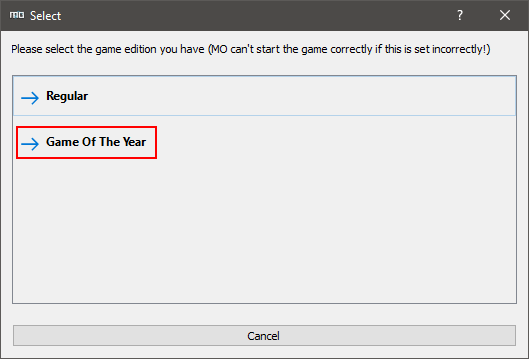 Select
Please select the game edition you have (MO can't start the game correctly if this is set incorrectly!)
Regular
Game Of The Year
Cancel